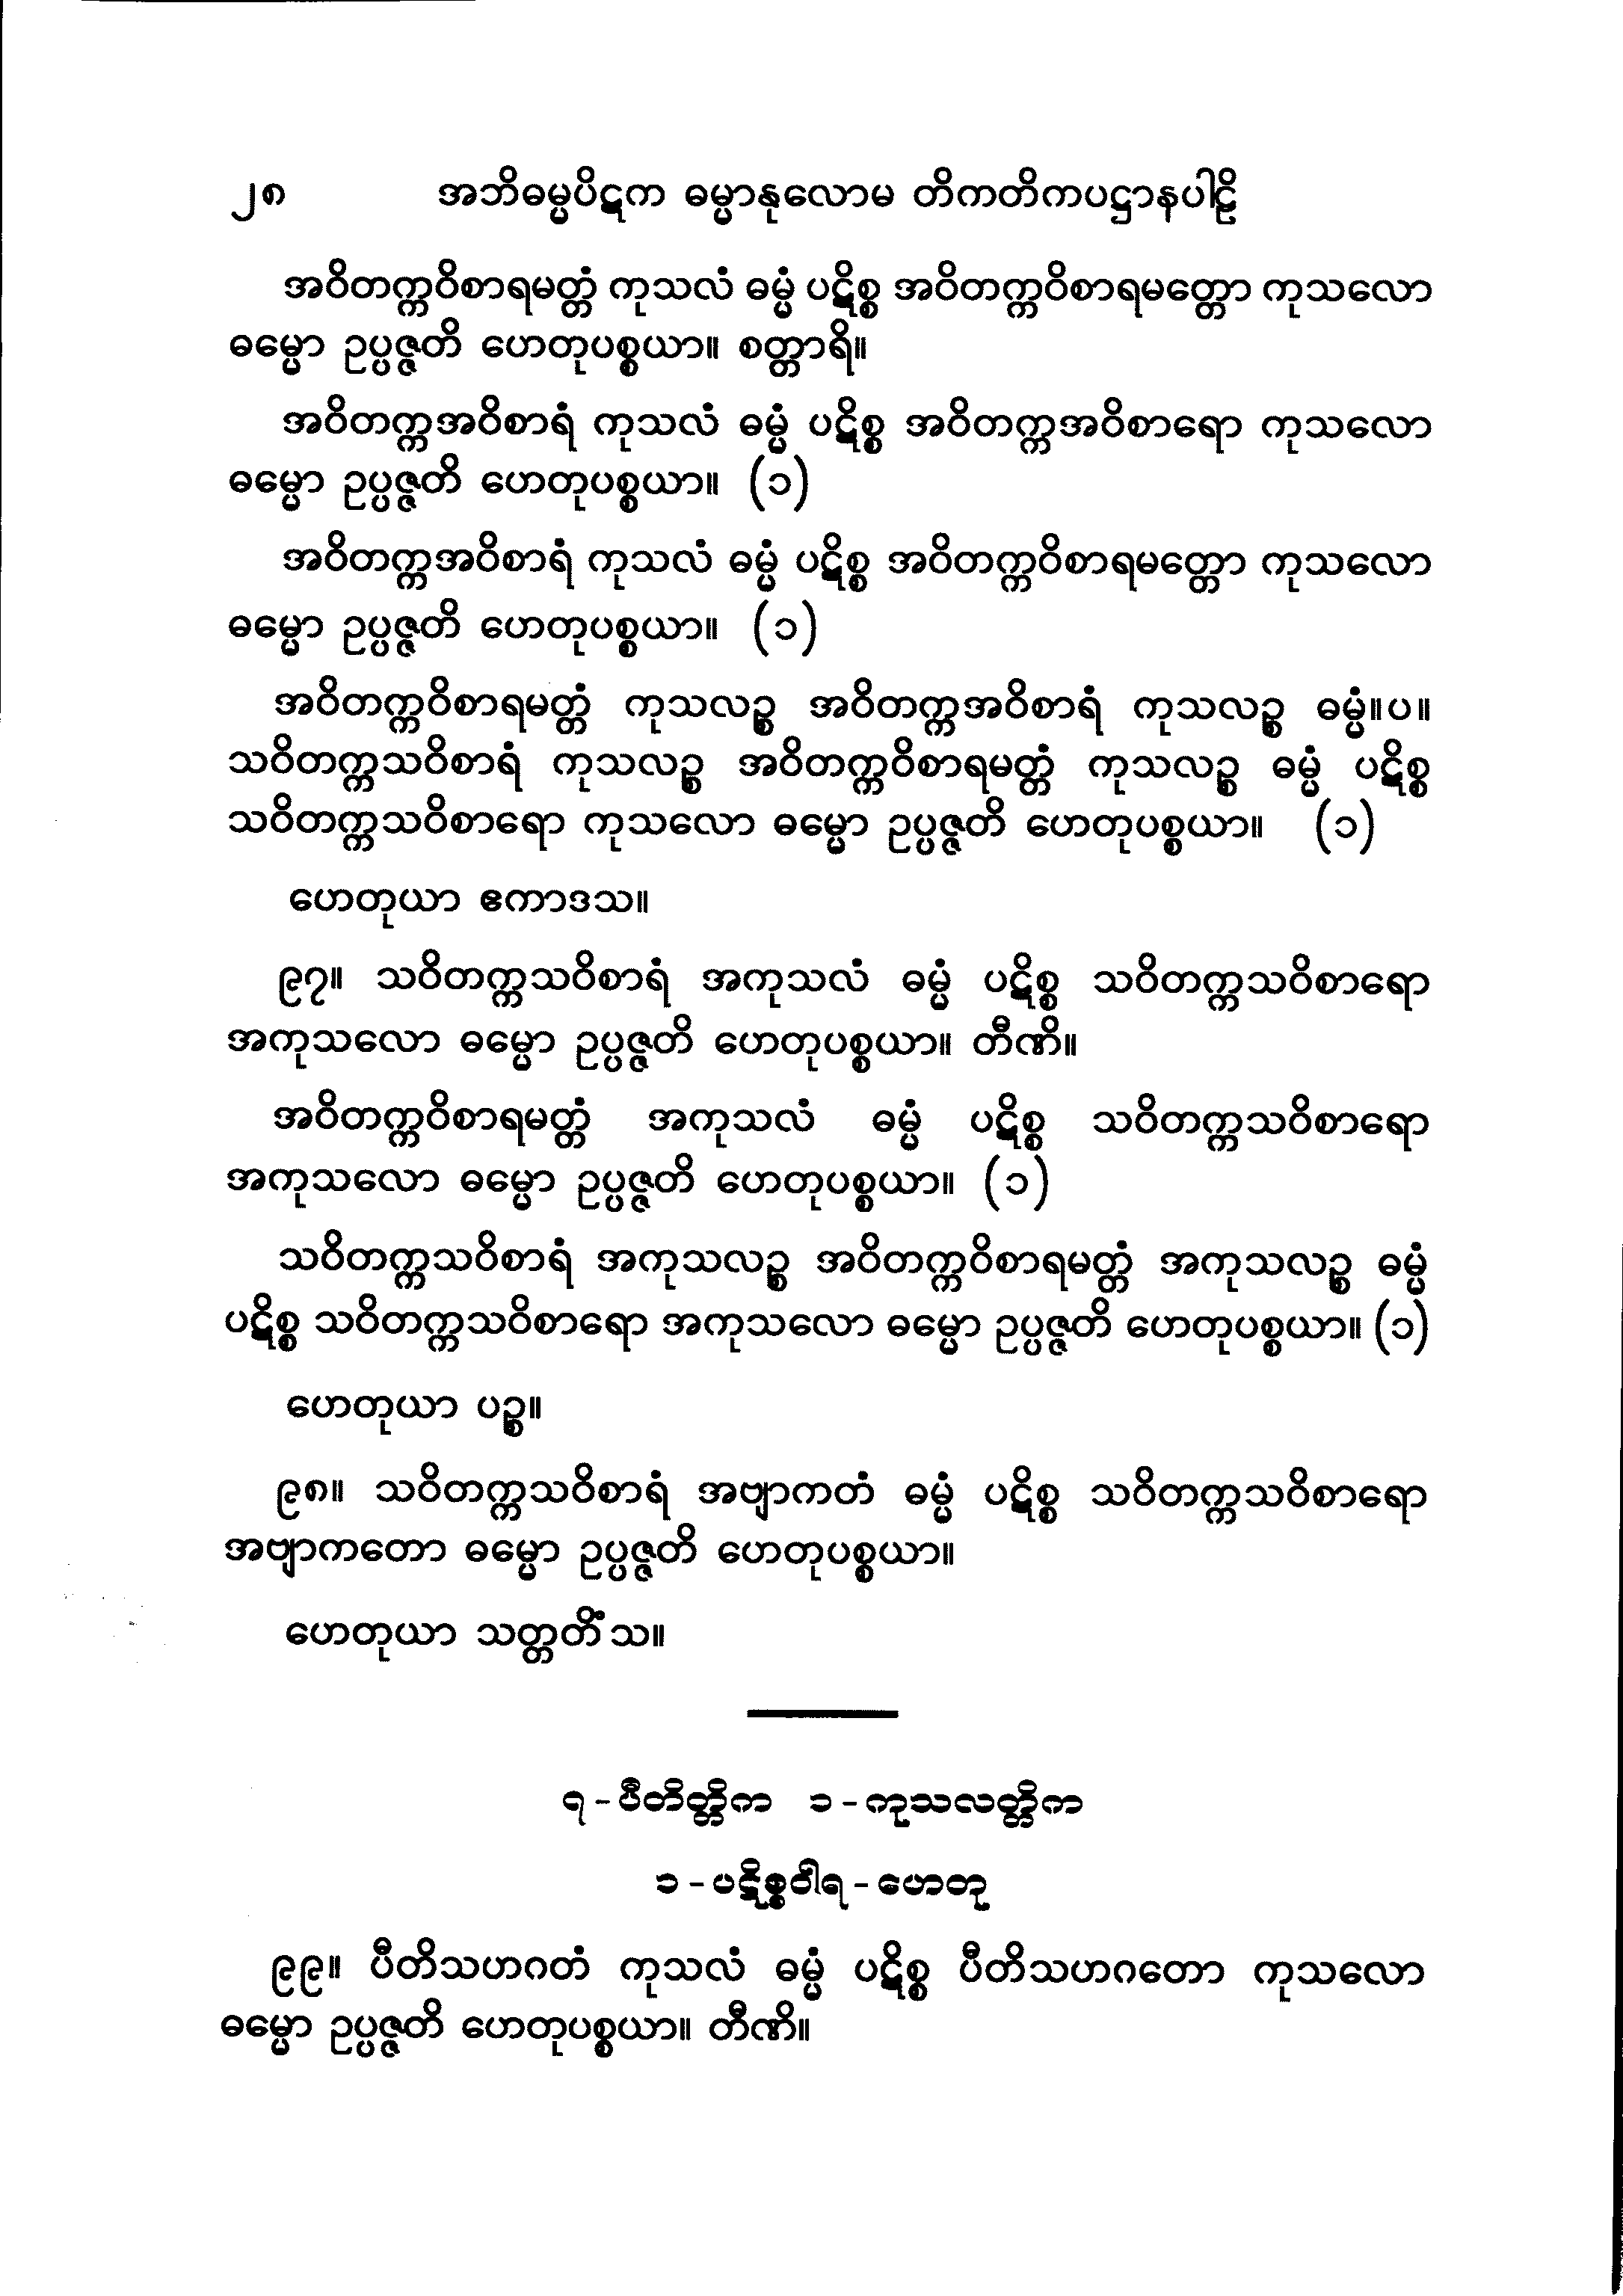 ၂၈ အဘိဓမ္မပိဋက ဓမ္မာနုလောမ တိကတိကပဋ္ဌာနပါဠိ
အဝိတက္ကဝိစာရမတ္တံ ကုသလံ ဓမ္မံ ပဋိစ္စ အဝိတက္ကဝိစာရမတ္တော ကုသလော
ဓမ္မော ဥပ္ပဇ္ဇတိ ဟေတုပစ္စယာ။ စတ္တာရိ။
အဝိတက္ကအဝိစာရံ ကုသလံ ဓမ္မံ ပဋိစ္စ အဝိတက္ကအဝိစာရော ကုသလော
ဓမ္မော ဥပ္ပဇ္ဇတိ ဟေတုပစ္စယာ။ (၁)
အဝိတက္ကအဝိစာရံ ကုသလံ ဓမ္မံ ပဋိစ္စ အဝိတက္ကဝိစာရမတ္တော ကုသလော
ဓမ္မော ဥပ္ပဇ္ဇတိ ဟေတုပစ္စယာ။ (၁)
အဝိတက္ကဝိစာရမတ္တံ ကုသလဉ္စ အဝိတက္ကအဝိစာရံ ကုသလဉ္စ ဓမ္မံ။ပ။
သဝိတက္ကသဝိစာရံ ကုသလဉ္စ အဝိတက္ကဝိစာရမတ္တံ ကုသလဉ္စ ဓမ္မံ ပဋိစ္စ
သဝိတက္ကသဝိစာရော ကုသလော ဓမ္မော ဥပ္ပဇ္ဇတိ ဟေတုပစ္စယာ။ (၁)
ဟေတုယာ ဧကာဒသ။
၉၇။ သဝိတက္ကသဝိစာရံ အကုသလံ ဓမ္မံ ပဋိစ္စ သဝိတက္ကသဝိစာရော
အကုသလော ဓမ္မော ဥပ္ပဇ္ဇတိ ဟေတုပစ္စယာ။ တီဏိ။
အဝိတက္ကဝိစာရမတ္တံ အကုသလံ ဓမ္မံ ပဋိစ္စ သဝိတက္ကသဝိစာရော
အကုသလော ဓမ္မော ဥပ္ပဇ္ဇတိ ဟေတုပစ္စယာ။ (၁)
သဝိတက္ကသဝိစာရံ အကုသလဉ္စ အဝိတက္ကဝိစာရမတ္တံ အကုသလဉ္စ ဓမ္မံ
ပဋိစ္စ သဝိတက္ကသဝိစာရော အကုသလော ဓမ္မော ဥပ္ပဇ္ဇတိ ဟေတုပစ္စယာ။ (၁)
ဟေတုယာ ပဉ္စ။
၉၈။ သဝိတက္ကသဝိစာရံ အဗျာကတံ ဓမ္မံ ပဋိစ္စ သဝိတက္ကသဝိစာရော
အဗျာကတော ဓမ္မော ဥပ္ပဇ္ဇတိ ဟေတုပစ္စယာ။
ဟေတုယာ သတ္တတိံသ။
၇ - ပီတိတ္တိက ၁ - ကုသလတ္တိက
၁ - ပဋိစ္စဝါရ - ဟေတု
၉၉။ ပီတိသဟဂတံ ကုသလံ ဓမ္မံ ပဋိစ္စ ပီတိသဟဂတော ကုသလော
ဓမ္မော ဥပ္ပဇ္ဇတိ ဟေတုပစ္စယာ။ တီဏိ။